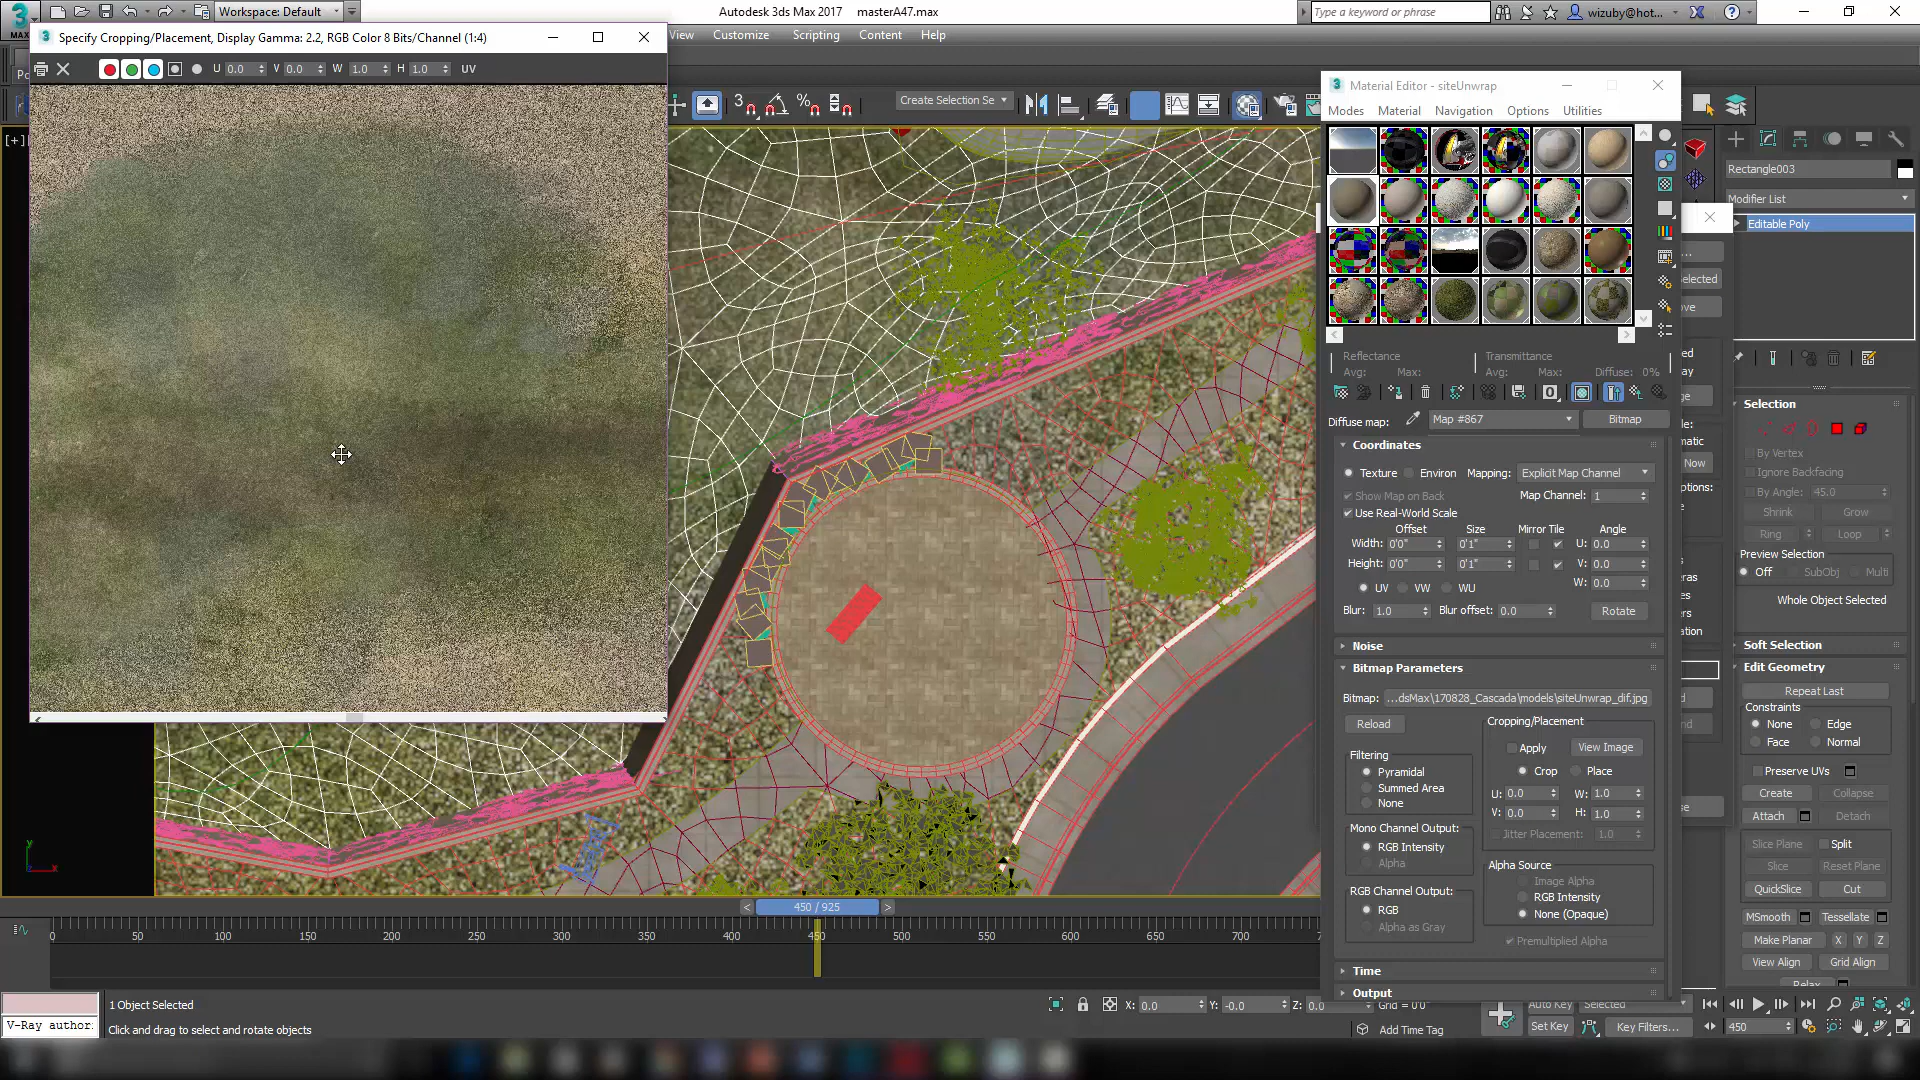 Workspace: Default
Autodesk 3ds Max 2017 masterA47.max
Type a keyword or phrase
wizuby@hot...
MAX
Specify Cropping/Placement, Display Gamma: 2.2, RGB Color 8 Bits/Channel (1:4)
U 0.0 V 0.0 W 1.0 H 1.0 UV
View Customize Scripting Content Help
Create Selection Se
[+]
Material Editor - siteUnwrap
Modes Material Navigation Options Utilities
Reflectance
Avg: Max:
Transmittance
Avg: Max: Diffuse: 0%
Diffuse map: Map #867 Bitmap
Coordinates
Texture Environ Mapping: Explicit Map Channel
Show Map on Back Map Channel: 1
Use Real-World Scale
Offset Size Mirror Tile Angle
Width: 0'0" 0'1" U: 0.0
Height: 0'0" 0'1" V: 0.0
W: 0.0
UV VW WU
Blur: 1.0 Blur offset: 0.0 Rotate
Noise
Bitmap Parameters
Bitmap: ...dsMax\170828_Cascada\models\siteUnwrap_dif.jpg
Reload
Cropping/Placement
Apply View Image
Crop Place
U: 0.0 W: 1.0
V: 0.0 H: 1.0
Jitter Placement: 1.0
Filtering
Pyramidal
Summed Area
None
Mono Channel Output:
RGB Intensity
Alpha
RGB Channel Output:
RGB
Alpha as Gray
Alpha Source
Image Alpha
RGB Intensity
None (Opaque)
Premultiplied Alpha
Time
Output
Rectangle003
Modifier List
Editable Poly
Selection
By Vertex
Ignore Backfacing
By Angle: 45.0
Shrink Grow
Ring Loop
Preview Selection
Off SubObj Multi
Whole Object Selected
Soft Selection
Edit Geometry
Repeat Last
Constraints
None Edge
Face Normal
Preserve UVs
Create Collapse
Attach Detach
Slice Plane Split
Slice Reset Plane
QuickSlice Cut
MSmooth Tessellate
Make Planar X Y Z
View Align Grid Align
Relax
450 / 925
0 50 100 150 200 250 300 350 400 450 500 550 600 650 700
1 Object Selected
Click and drag to select and rotate objects
V-Ray author:
X: 0.0 Y: -0.0 Z: 0.0 Grid = 0'0"
Add Time Tag
Auto Key Selected
Set Key Key Filters...
450